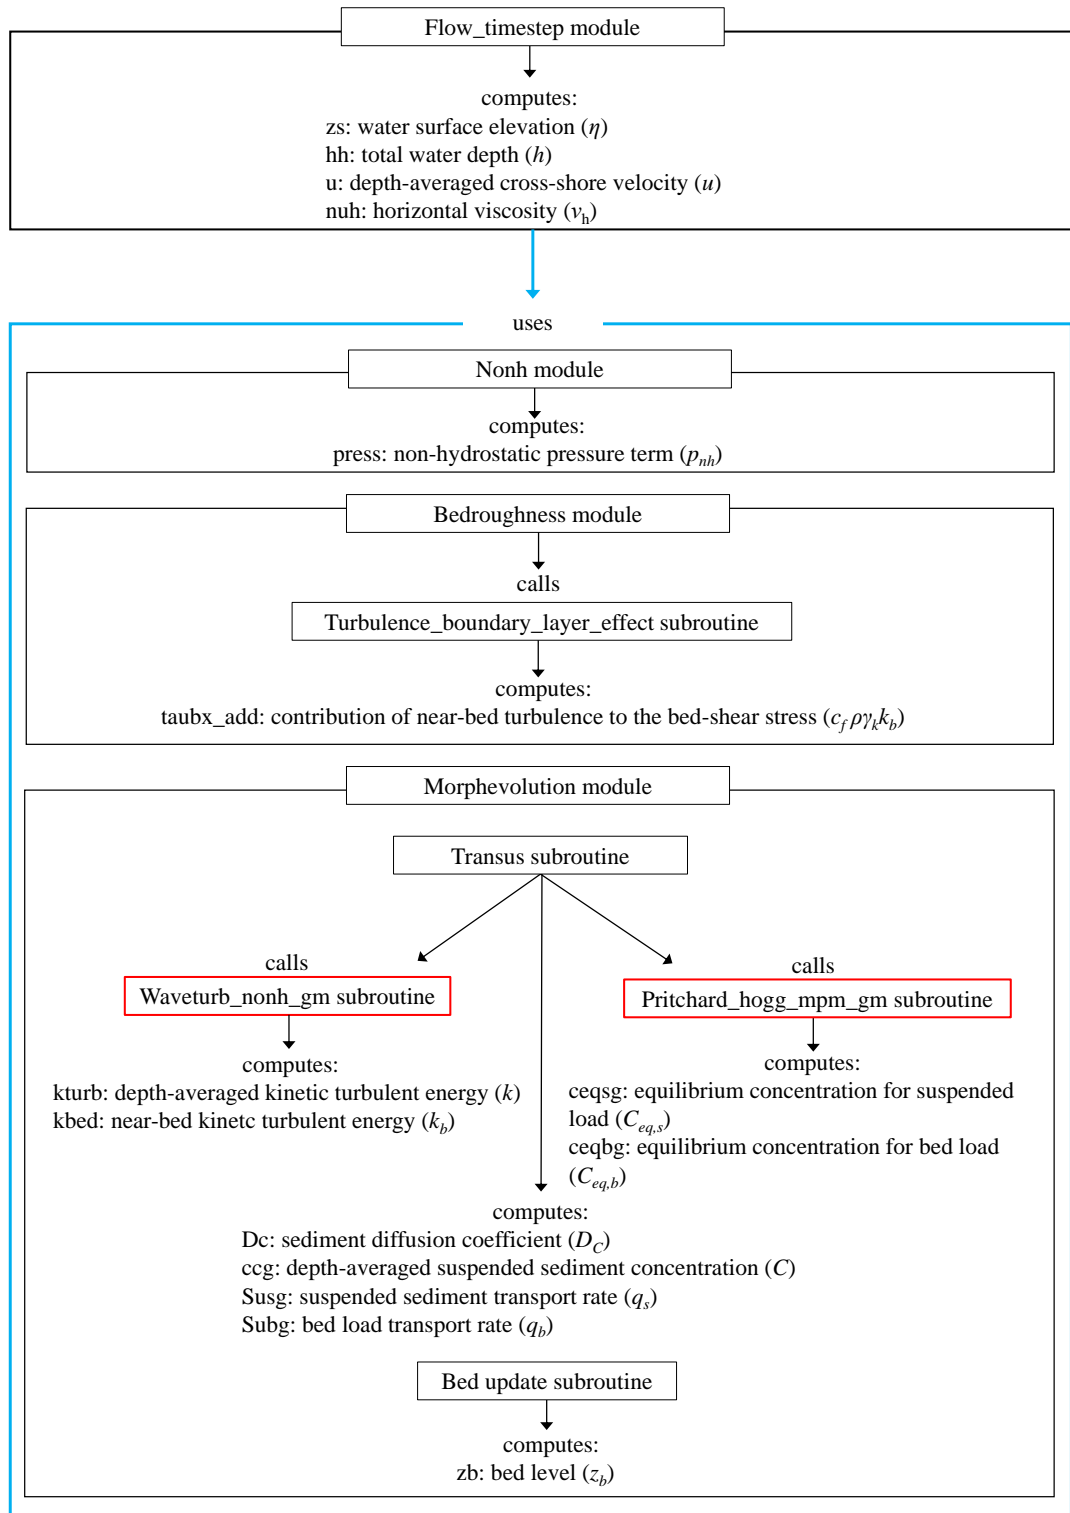 Flow_timestep module
computes:
zs: water surface elevation (η)
hh: total water depth (h)
u: depth-averaged cross-shore velocity (u)
nuh: horizontal viscosity (νh)
uses
Nonh module
computes:
press: non-hydrostatic pressure term (pnh)
Bedroughness module
calls
Turbulence_boundary_layer_effect subroutine
computes:
taubx_add: contribution of near-bed turbulence to the bed-shear stress (cf ργkkb)
Morphevolution module
Transus subroutine
calls
Waveturb_nonh_gm subroutine
computes:
kturb: depth-averaged kinetic turbulent energy (k)
kbed: near-bed kinetc turbulent energy (kb)
calls
Pritchard_hogg_mpm_gm subroutine
computes:
ceqsg: equilibrium concentration for suspended
load (Ceq,s)
ceqbg: equilibrium concentration for bed load
(Ceq,b)
computes:
Dc: sediment diffusion coefficient (DC)
ccg: depth-averaged suspended sediment concentration (C)
Susg: suspended sediment transport rate (qs)
Subg: bed load transport rate (qb)
Bed update subroutine
computes:
zb: bed level (zb)